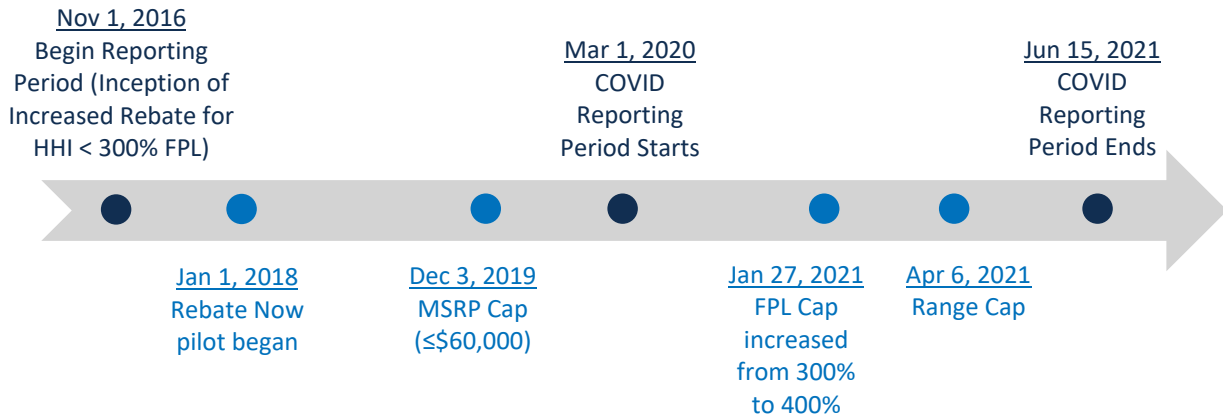 Nov 1, 2016
Begin Reporting
Period (Inception of
Increased Rebate for
HHI < 300% FPL)
Mar 1, 2020
COVID
Reporting
Period Starts
Jun 15, 2021
COVID
Reporting
Period Ends
Jan 1, 2018
Rebate Now
pilot began
Dec 3, 2019
MSRP Cap
(≤$60,000)
Jan 27, 2021
FPL Cap
increased
from 300%
to 400%
Apr 6, 2021
Range Cap